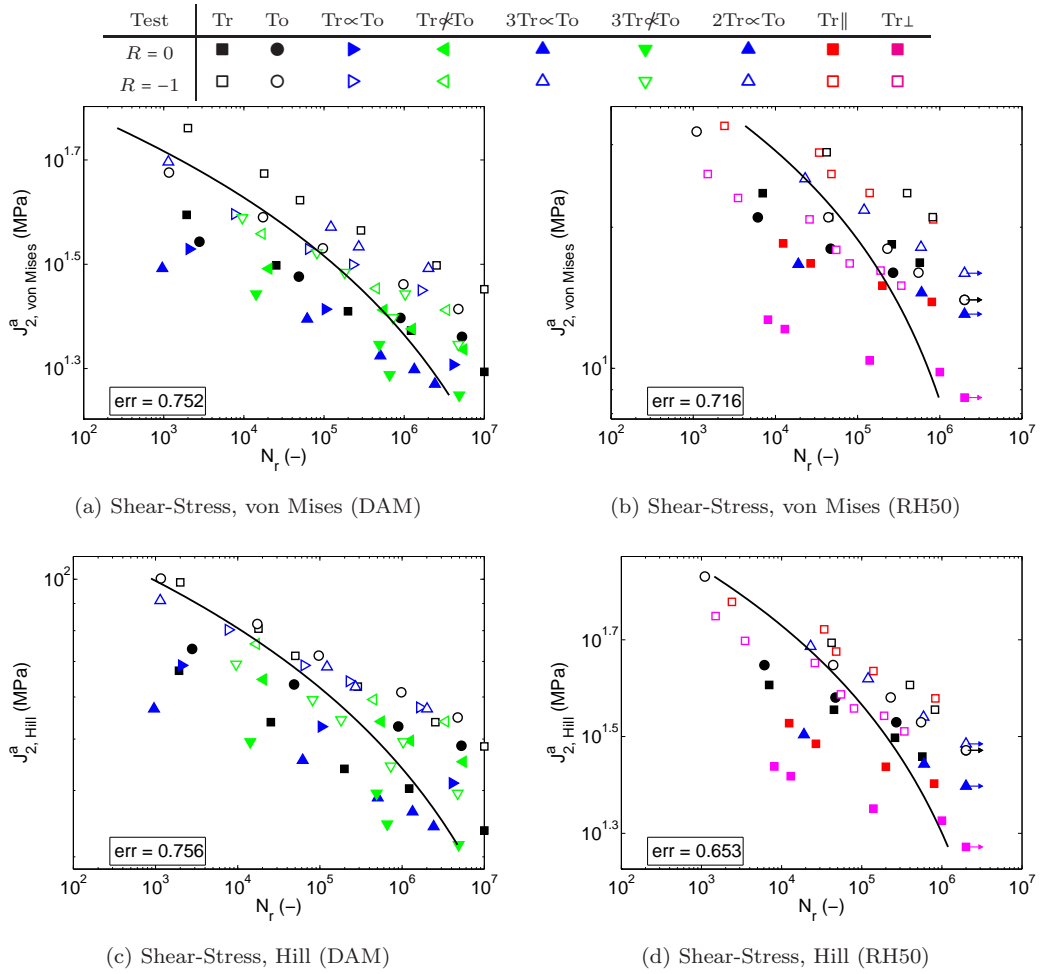 Test Tr To Tr∝To Tr∝̸To 3Tr∝To 3Tr∝̸To 2Tr∝To Tr∥ Tr⊥
R = 0
R = −1
10^1.7
10^1.5
10^1.3
J^a_2, von Mises (MPa)
err = 0.752
10^2 10^3 10^4 10^5 10^6 10^7
N_r (−)
(a) Shear-Stress, von Mises (DAM)
10^1
J^a_2, von Mises (MPa)
err = 0.716
10^2 10^3 10^4 10^5 10^6 10^7
N_r (−)
(b) Shear-Stress, von Mises (RH50)
10^2
J^a_2, Hill (MPa)
err = 0.756
10^2 10^3 10^4 10^5 10^6 10^7
N_r (−)
(c) Shear-Stress, Hill (DAM)
10^1.7
10^1.5
10^1.3
J^a_2, Hill (MPa)
err = 0.653
10^2 10^3 10^4 10^5 10^6 10^7
N_r (−)
(d) Shear-Stress, Hill (RH50)